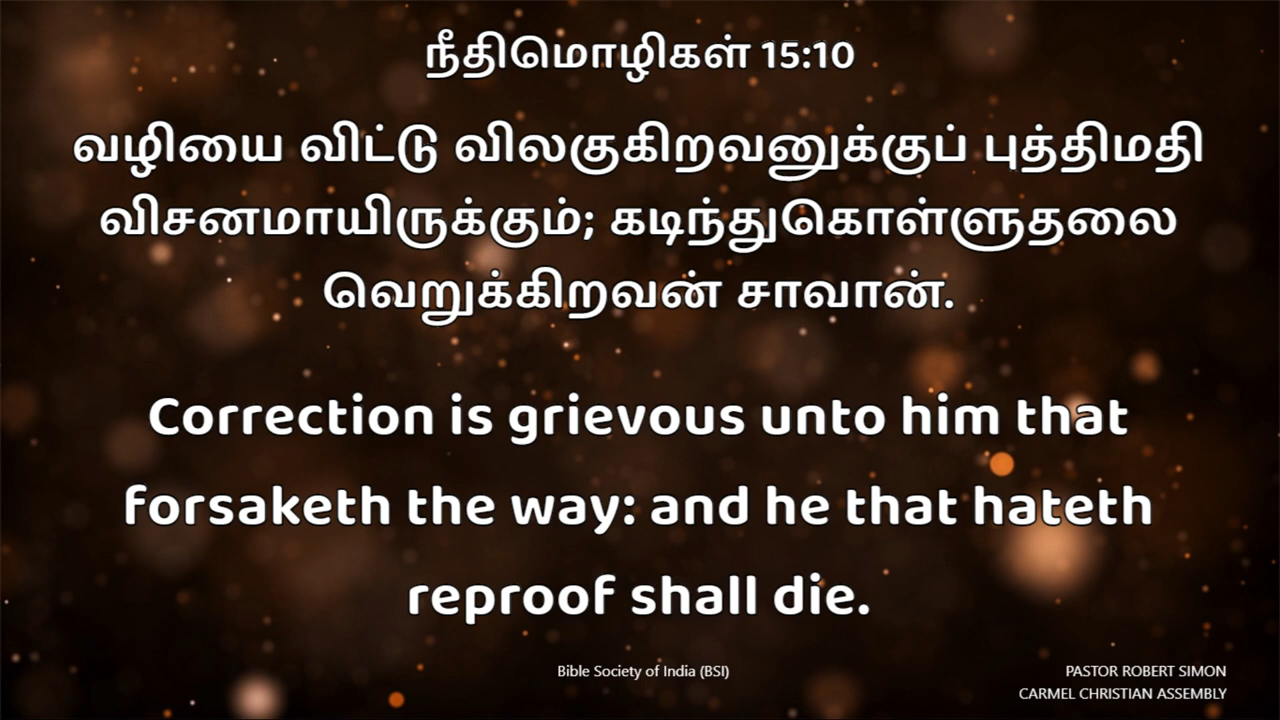 நீதிமொழிகள் 15:10
வழியை விட்டு விலகுகிறவனுக்குப் புத்திமதி
விசனமாயிருக்கும்; கடிந்துகொள்ளுதலை
வெறுக்கிறவன் சாவான்.
Correction is grievous unto him that
forsaketh the way: and he that hateth
reproof shall die.
Bible Society of India (BSI)
PASTOR ROBERT SIMON
CARMEL CHRISTIAN ASSEMBLY